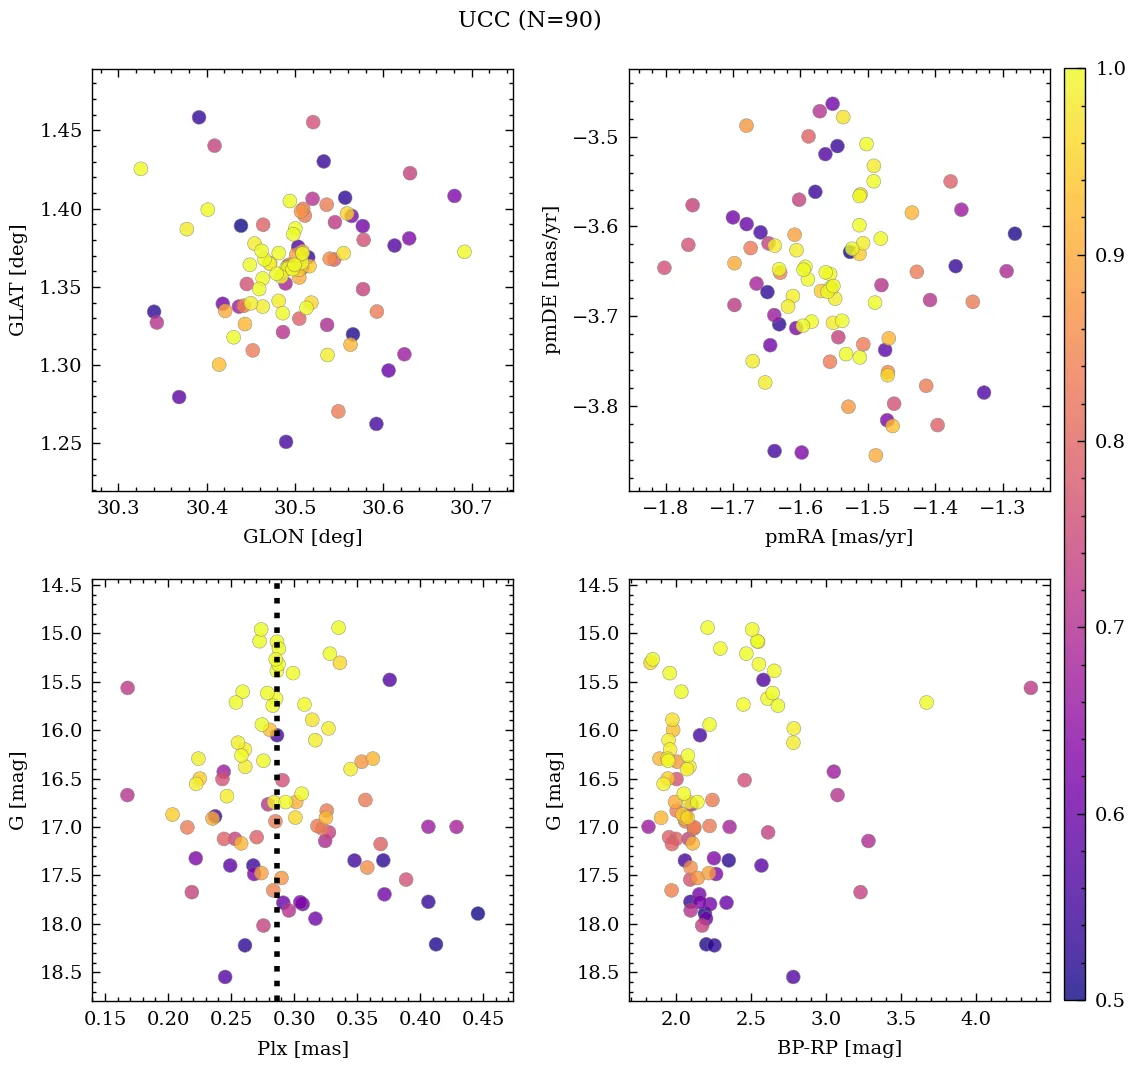 UCC (N=90)
1.45
1.40
1.35
1.30
1.25
GLAT [deg]
30.3 30.4 30.5 30.6 30.7
GLON [deg]
−3.5
−3.6
−3.7
−3.8
pmDE [mas/yr]
−1.8 −1.7 −1.6 −1.5 −1.4 −1.3
pmRA [mas/yr]
14.5
15.0
15.5
16.0
16.5
17.0
17.5
18.0
18.5
G [mag]
0.15 0.20 0.25 0.30 0.35 0.40 0.45
Plx [mas]
14.5
15.0
15.5
16.0
16.5
17.0
17.5
18.0
18.5
G [mag]
2.0 2.5 3.0 3.5 4.0
BP-RP [mag]
1.0
0.9
0.8
0.7
0.6
0.5